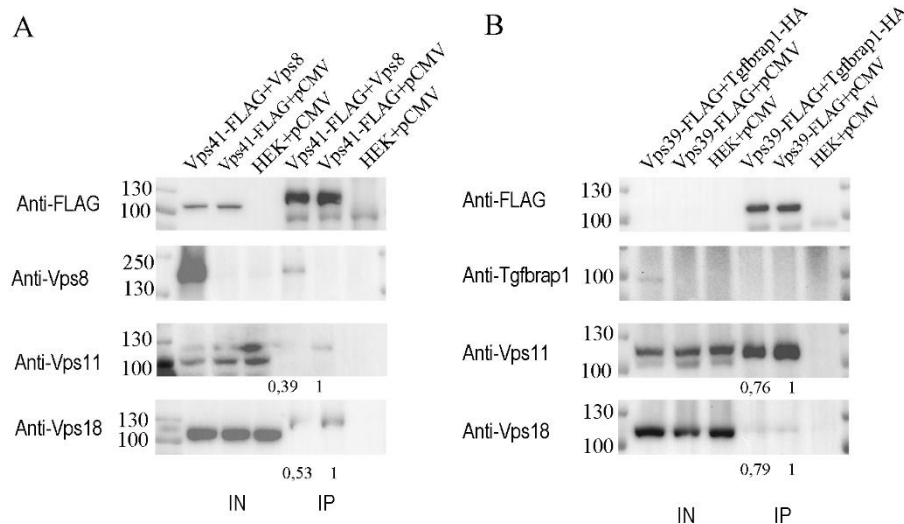 A
Vps41-FLAG+Vps8
Vps41-FLAG+pCMV
HEK+pCMV
Vps41-FLAG+Vps8
Vps41-FLAG+pCMV
HEK+pCMV
Anti-FLAG
130
100
Anti-Vps8
250
130
Anti-Vps11
130
100
0,39 1
Anti-Vps18
130
100
0,53 1
IN IP
B
Vps39-FLAG+Tgfbrap1-HA
Vps39-FLAG+pCMV
HEK+pCMV
Vps39-FLAG+Tgfbrap1-HA
Vps39-FLAG+pCMV
HEK+pCMV
Anti-FLAG
130
100
Anti-Tgfbrap1
100
Anti-Vps11
130
100
0,76 1
Anti-Vps18
130
100
0,79 1
IN IP